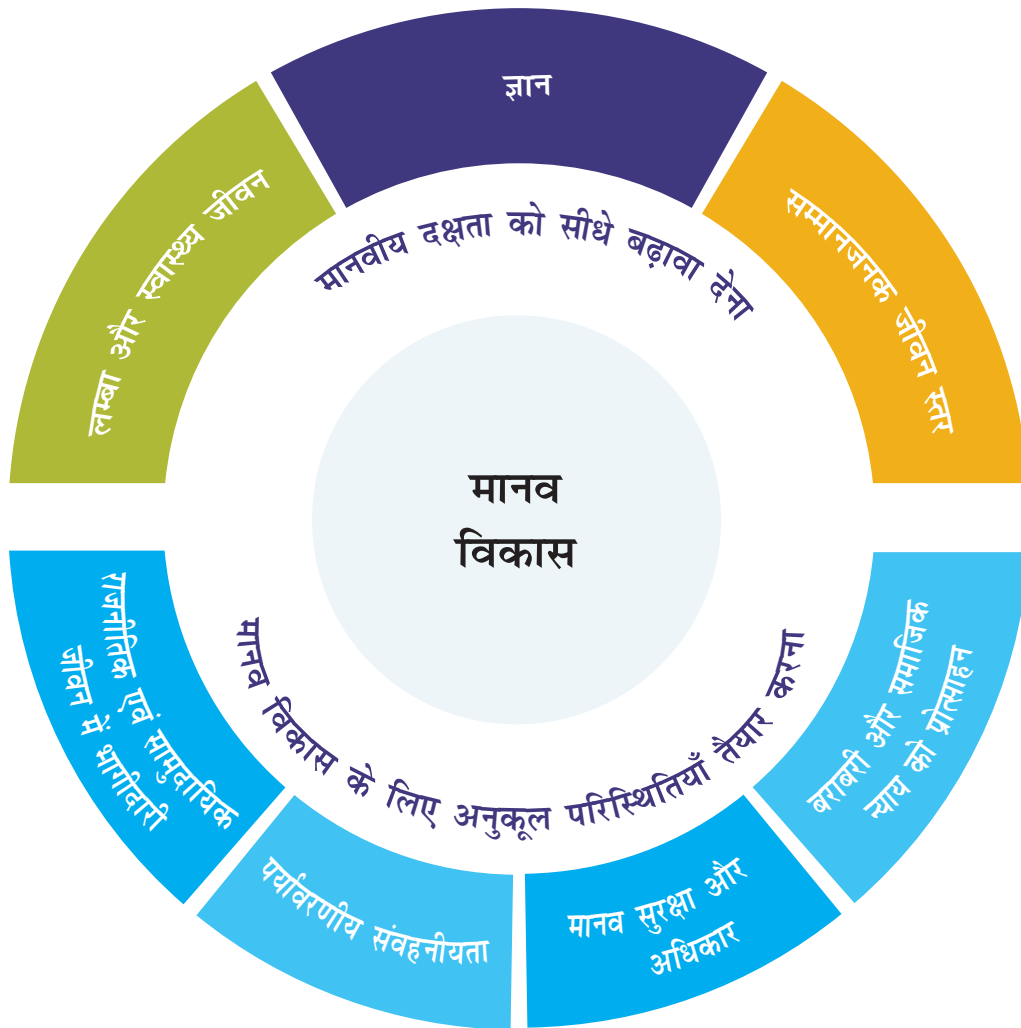 ज्ञान
लम्बा और स्वास्थ्य जीवन
सम्मानजनक जीवन स्तर
मानवीय दक्षता को सीधे बढ़ावा देना
मानव
विकास
मानव विकास के लिए अनुकूल परिस्थितियाँ तैयार करना
राजनीतिक एवं सामुदायिक
जीवन में भागीदारी
पर्यावरणीय संवहनीयता
मानव सुरक्षा और
अधिकार
बराबरी और समाजिक
न्याय को प्रोत्साहन